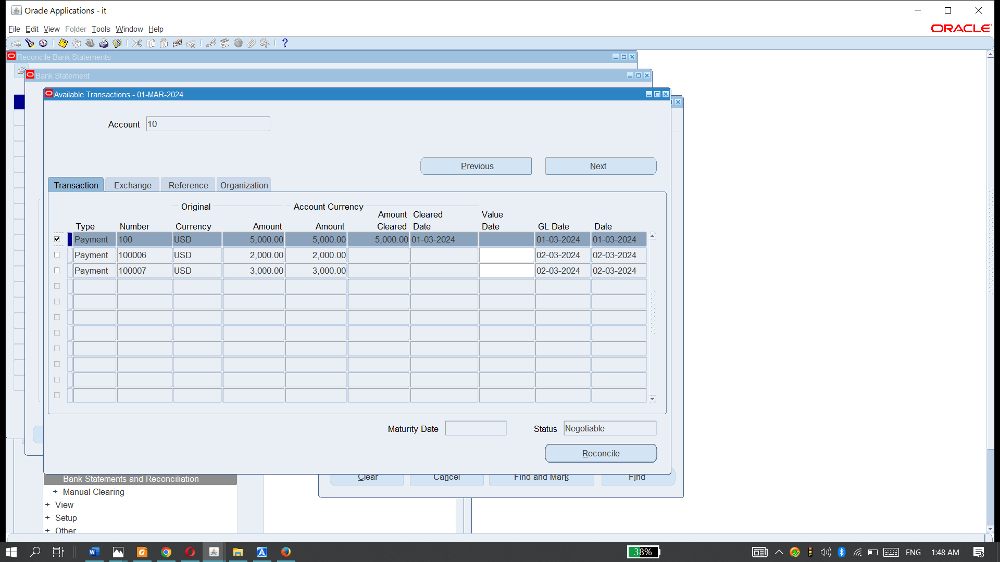 Oracle Applications - it
File Edit View Folder Tools Window Help
ORACLE
Reconcile Bank Statements
Bank Statement
Available Transactions - 01-MAR-2024
Account 10
Previous Next
Transaction Exchange Reference Organization
Original Account Currency
Amount Cleared Value
Type Number Currency Amount Amount Cleared Date Date GL Date Date
Payment 100 USD 5,000.00 5,000.00 5,000.00 01-03-2024 01-03-2024 01-03-2024
Payment 100006 USD 2,000.00 2,000.00 02-03-2024 02-03-2024
Payment 100007 USD 3,000.00 3,000.00 02-03-2024 02-03-2024
Maturity Date Status Negotiable
Reconcile
Clear Cancel Find and Mark Find
Bank Statements and Reconciliation
+ Manual Clearing
+ View
+ Setup
+ Other
38% ENG 1:48 AM